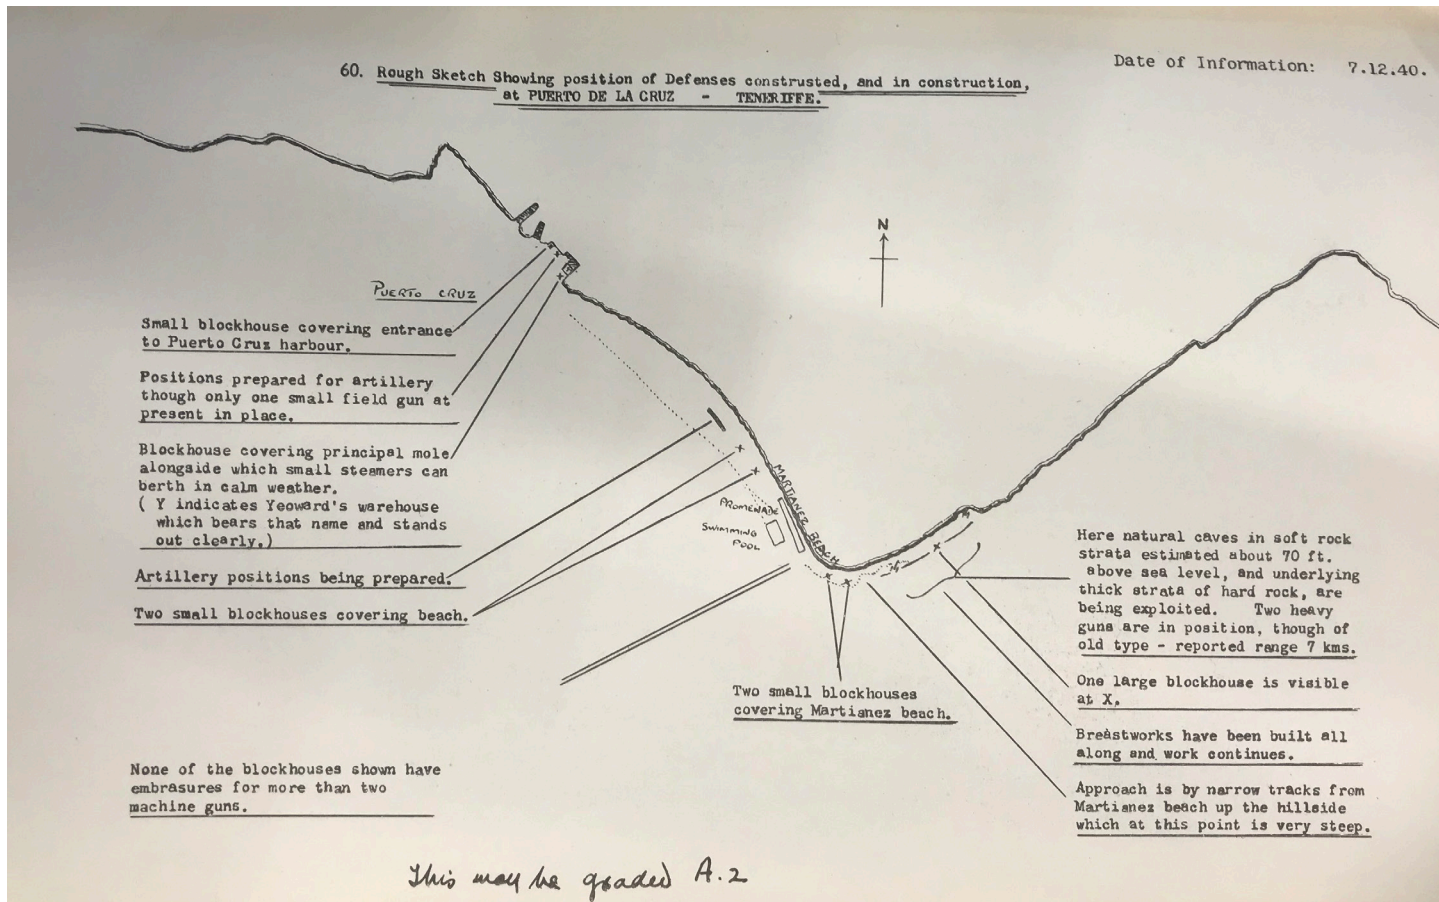 60. Rough Sketch Showing position of Defenses construsted, and in construction,
at PUERTO DE LA CRUZ - TENERIFFE.
Date of Information: 7.12.40.
N
PUERTO CRUZ
Small blockhouse covering entrance
to Puerto Cruz harbour.
Positions prepared for artillery
though only one small field gun at
present in place.
Blockhouse covering principal mole
alongside which small steamers can
berth in calm weather.
( Y indicates Yeoward's warehouse
which bears that name and stands
out clearly.)
Artillery positions being prepared.
Two small blockhouses covering beach.
MARTIANEZ BEACH
PROMENADE
SWIMMING
POOL
Two small blockhouses
covering Martianez beach.
Here natural caves in soft rock
strata estimated about 70 ft.
above sea level, and underlying
thick strata of hard rock, are
being exploited. Two heavy
guns are in position, though of
old type - reported range 7 kms.
One large blockhouse is visible
at X.
Breastworks have been built all
along and work continues.
Approach is by narrow tracks from
Martianez beach up the hillside
which at this point is very steep.
None of the blockhouses shown have
embrasures for more than two
machine guns.
This may be graded A.2